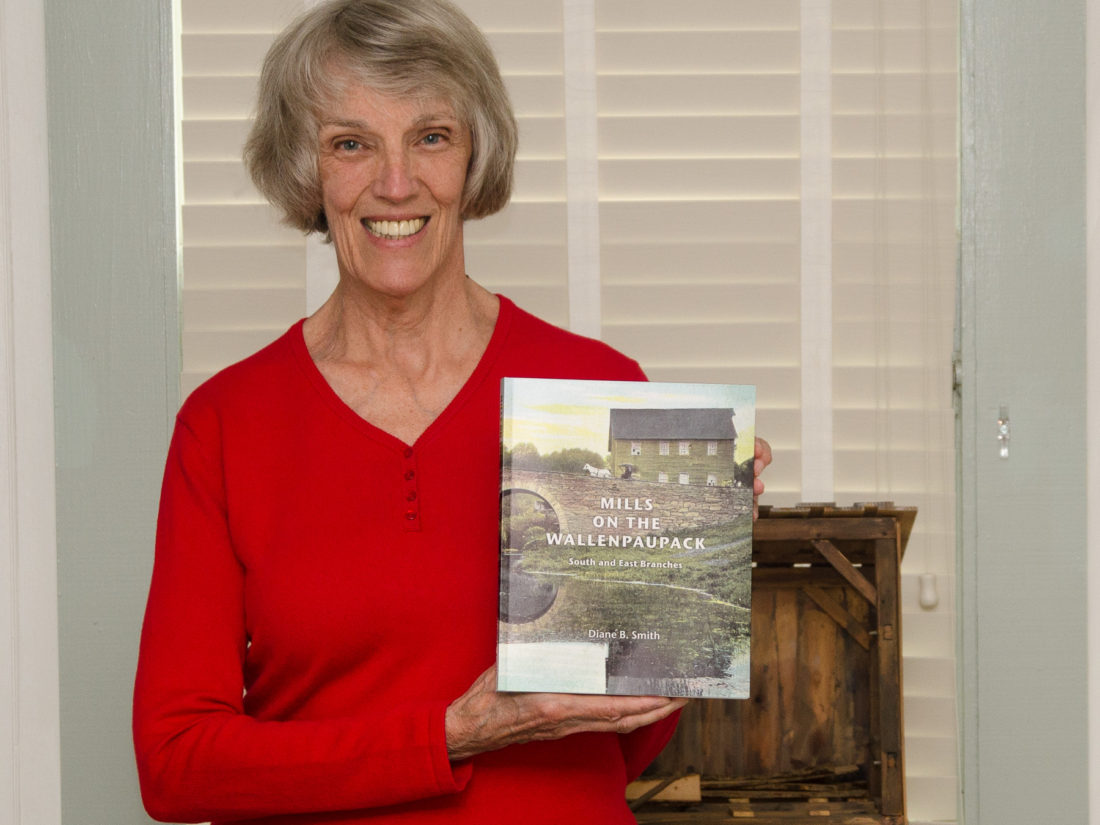 MILLS
ON THE
WALLENPAUPACK
South and East Branches
Diane B. Smith